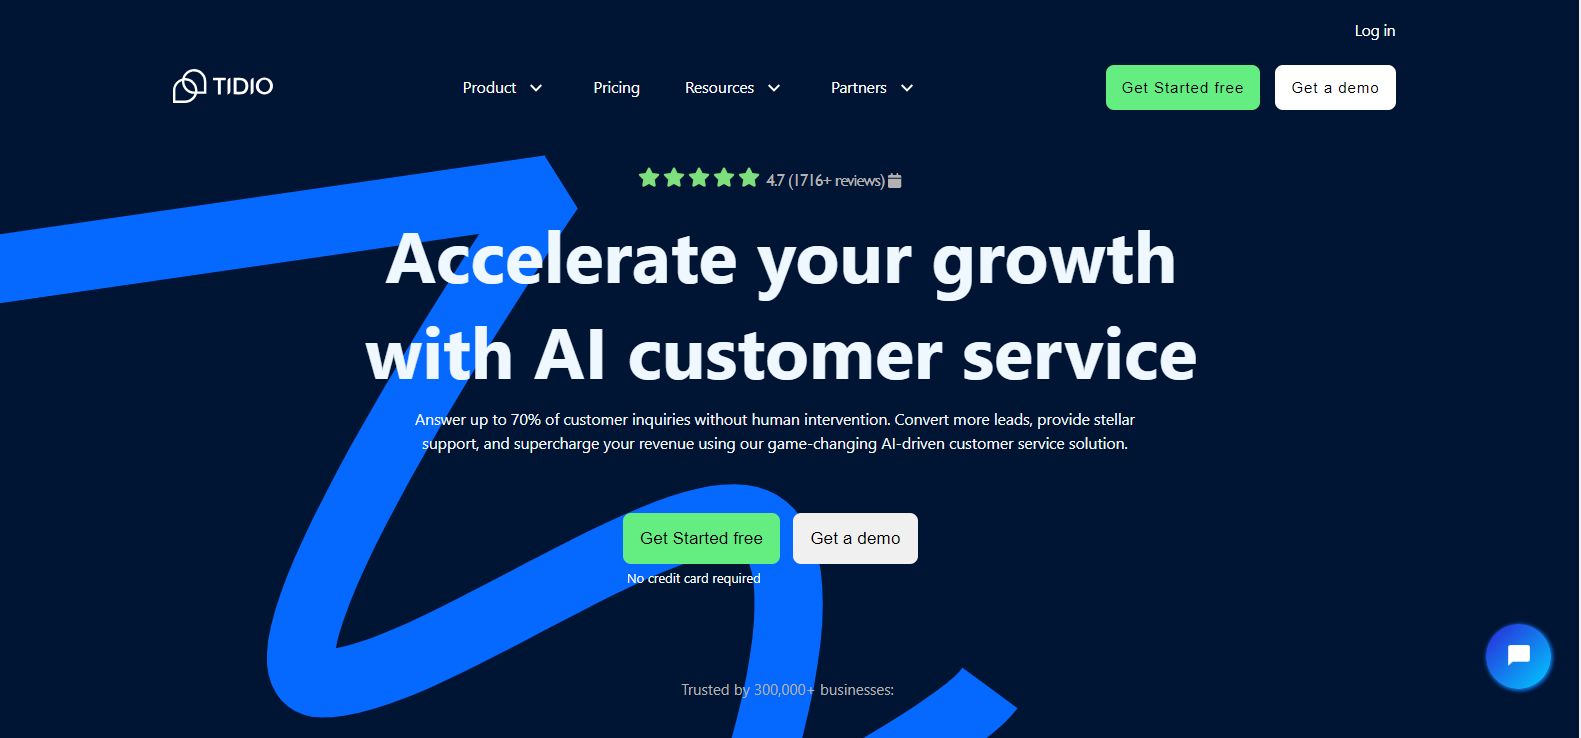 Log in
TIDIO
Product
Pricing
Resources
Partners
Get Started free
Get a demo
4.7 (1716+ reviews)
Accelerate your growth
with AI customer service
Answer up to 70% of customer inquiries without human intervention. Convert more leads, provide stellar
support, and supercharge your revenue using our game-changing AI-driven customer service solution.
Get Started free
Get a demo
No credit card required
Trusted by 300,000+ businesses: